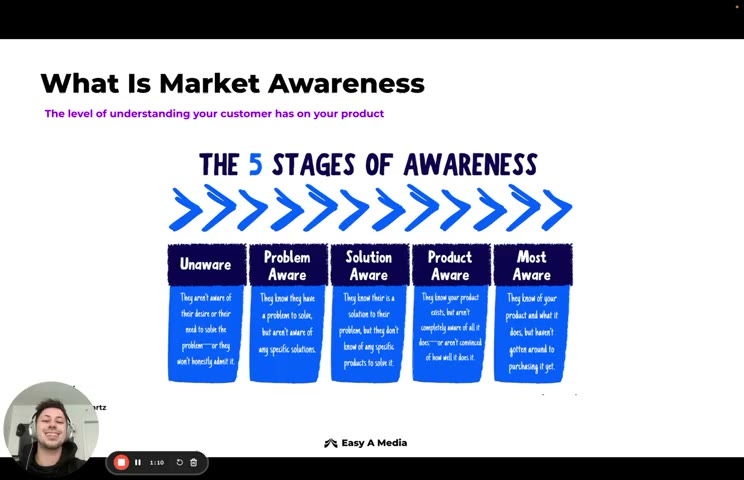 What Is Market Awareness
The level of understanding your customer has on your product
THE 5 STAGES OF AWARENESS
Unaware
They aren't aware of
their desire or their
need to solve the
problem—or they
won't honestly admit it.
Problem
Aware
They know they have
a problem to solve,
but aren't aware of
any specific solutions.
Solution
Aware
They know their is a
solution to their
problem, but they don't
know of any specific
products to solve it.
Product
Aware
They know your product
exists, but aren't
completely aware of all it
does—or aren't convinced
of how well it does it.
Most
Aware
They know of your
product and what it
does, but haven't
gotten around to
purchasing it yet.
Easy A Media
1:10